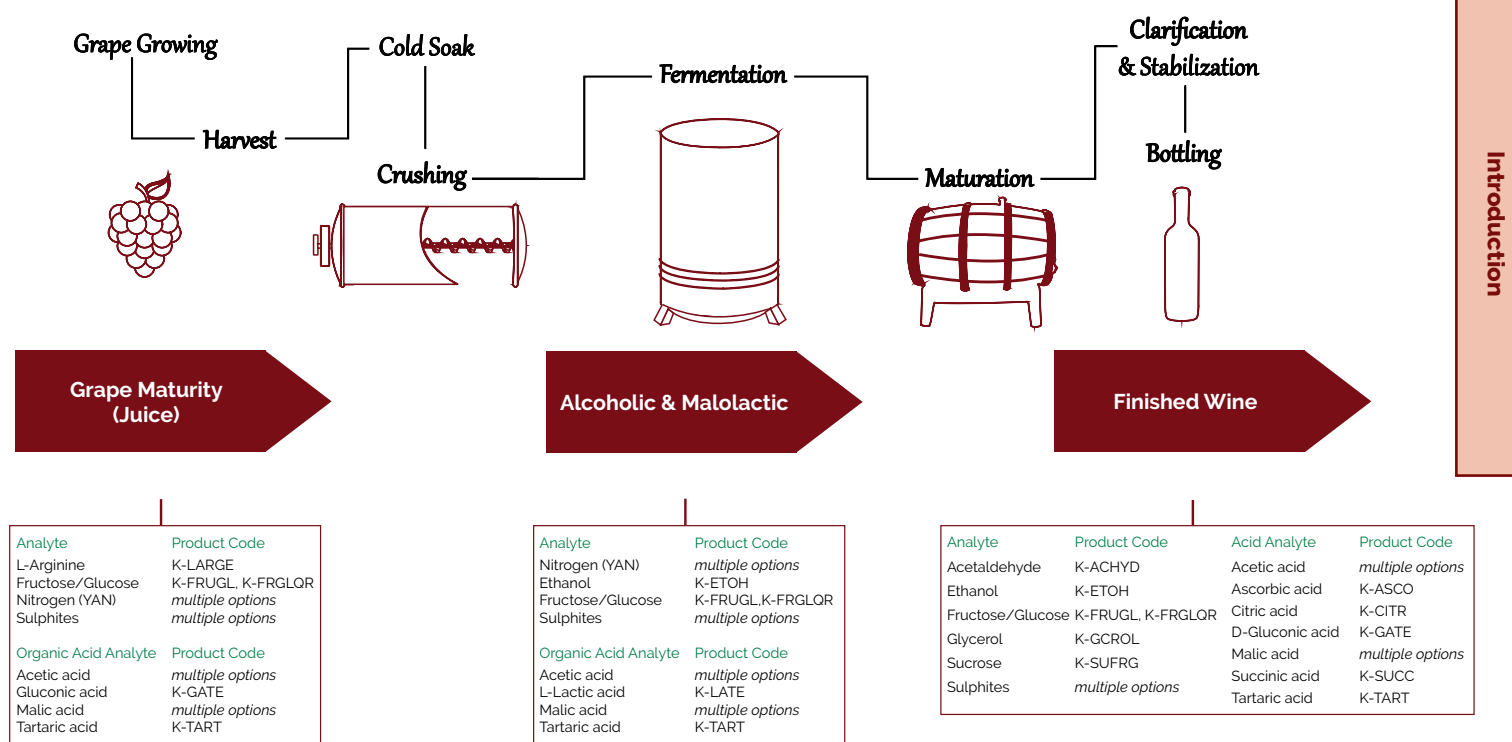 Grape Growing
Harvest
Cold Soak
Crushing
Fermentation
Maturation
Clarification
& Stabilization
Bottling
Introduction
Grape Maturity
(Juice)
Alcoholic & Malolactic
Finished Wine
Analyte Product Code
L-Arginine K-LARGE
Fructose/Glucose K-FRUGL, K-FRGLQR
Nitrogen (YAN) multiple options
Sulphites multiple options
Organic Acid Analyte Product Code
Acetic acid multiple options
Gluconic acid K-GATE
Malic acid multiple options
Tartaric acid K-TART
Analyte Product Code
Nitrogen (YAN) multiple options
Ethanol K-ETOH
Fructose/Glucose K-FRUGL,K-FRGLQR
Sulphites multiple options
Organic Acid Analyte Product Code
Acetic acid multiple options
L-Lactic acid K-LATE
Malic acid multiple options
Tartaric acid K-TART
Analyte Product Code
Acetaldehyde K-ACHYD
Ethanol K-ETOH
Fructose/Glucose K-FRUGL, K-FRGLQR
Glycerol K-GCROL
Sucrose K-SUFRG
Sulphites multiple options
Acid Analyte Product Code
Acetic acid multiple options
Ascorbic acid K-ASCO
Citric acid K-CITR
D-Gluconic acid K-GATE
Malic acid multiple options
Succinic acid K-SUCC
Tartaric acid K-TART